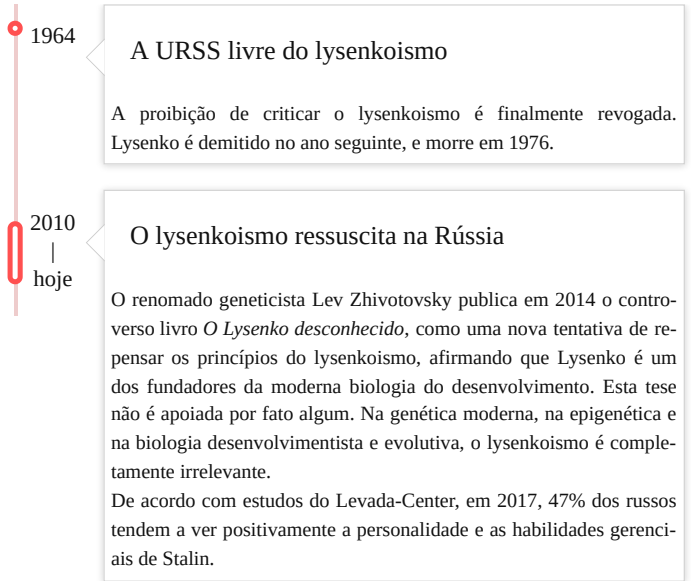 1964
A URSS livre do lysenkoismo
A proibição de criticar o lysenkoismo é finalmente revogada.
Lysenko é demitido no ano seguinte, e morre em 1976.
2010
|
hoje
O lysenkoismo ressuscita na Rússia
O renomado geneticista Lev Zhivotovsky publica em 2014 o contro-
verso livro O Lysenko desconhecido, como uma nova tentativa de re-
pensar os princípios do lysenkoismo, afirmando que Lysenko é um
dos fundadores da moderna biologia do desenvolvimento. Esta tese
não é apoiada por fato algum. Na genética moderna, na epigenética e
na biologia desenvolvimentista e evolutiva, o lysenkoismo é comple-
tamente irrelevante.
De acordo com estudos do Levada-Center, em 2017, 47% dos russos
tendem a ver positivamente a personalidade e as habilidades gerenci-
ais de Stalin.